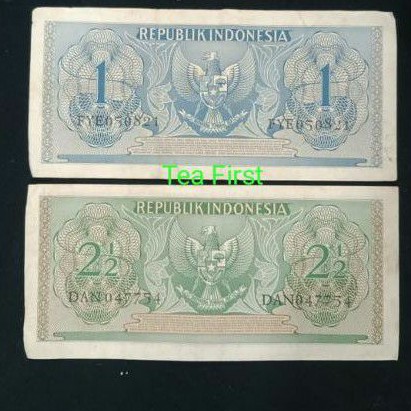 REPUBLIK INDONESIA
1 1
FYE050821 FYE050821
Tea First
REPUBLIK INDONESIA
2½ 2½
DAN047754 DAN047754